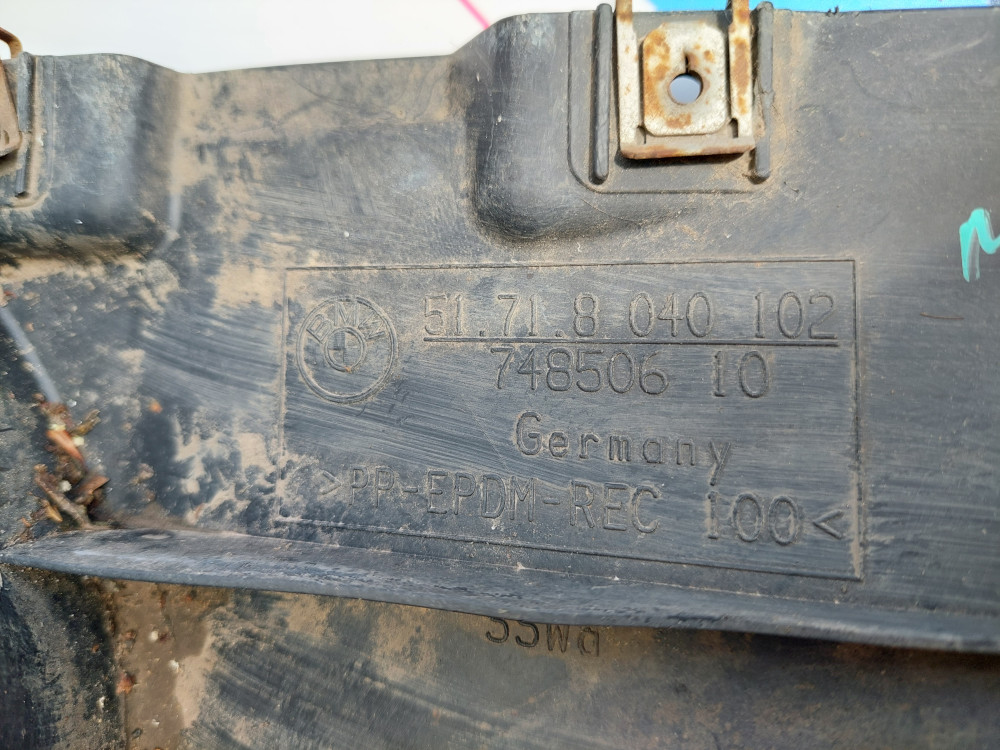 BMW
51.71.8 040 102
748506 10
Germany
>PP-EPDM-REC 100<